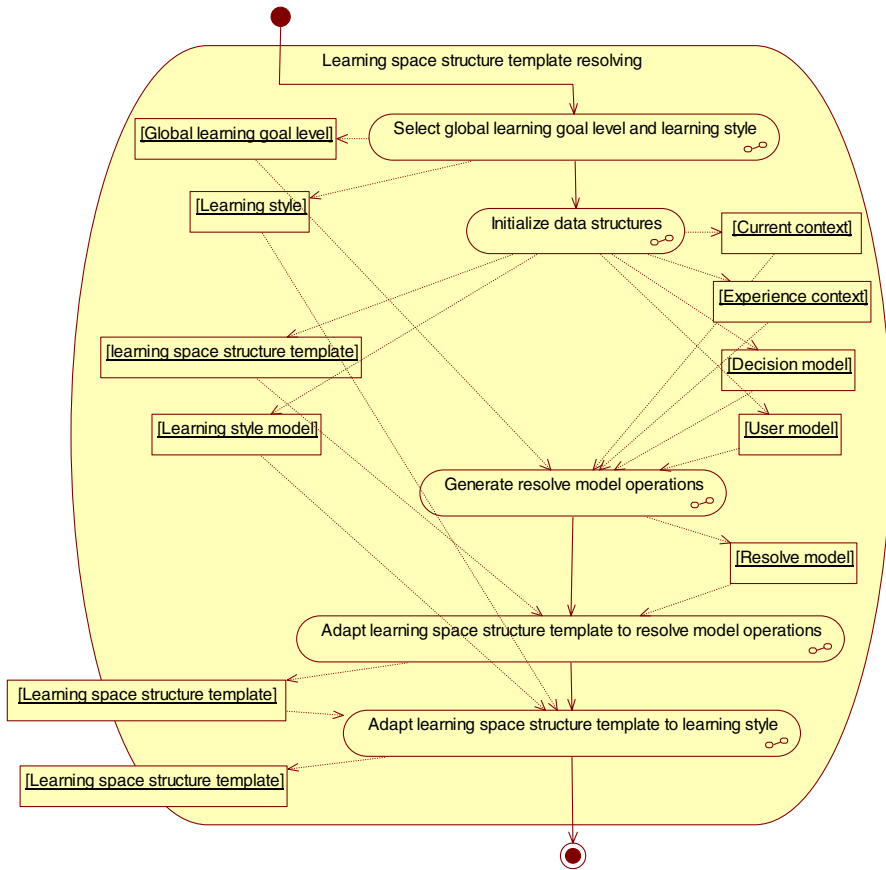 Learning space structure template resolving
[Global learning goal level]
Select global learning goal level and learning style
[Learning style]
Initialize data structures
[Current context]
[Experience context]
[learning space structure template]
[Decision model]
[Learning style model]
[User model]
Generate resolve model operations
[Resolve model]
Adapt learning space structure template to resolve model operations
[Learning space structure template]
Adapt learning space structure template to learning style
[Learning space structure template]